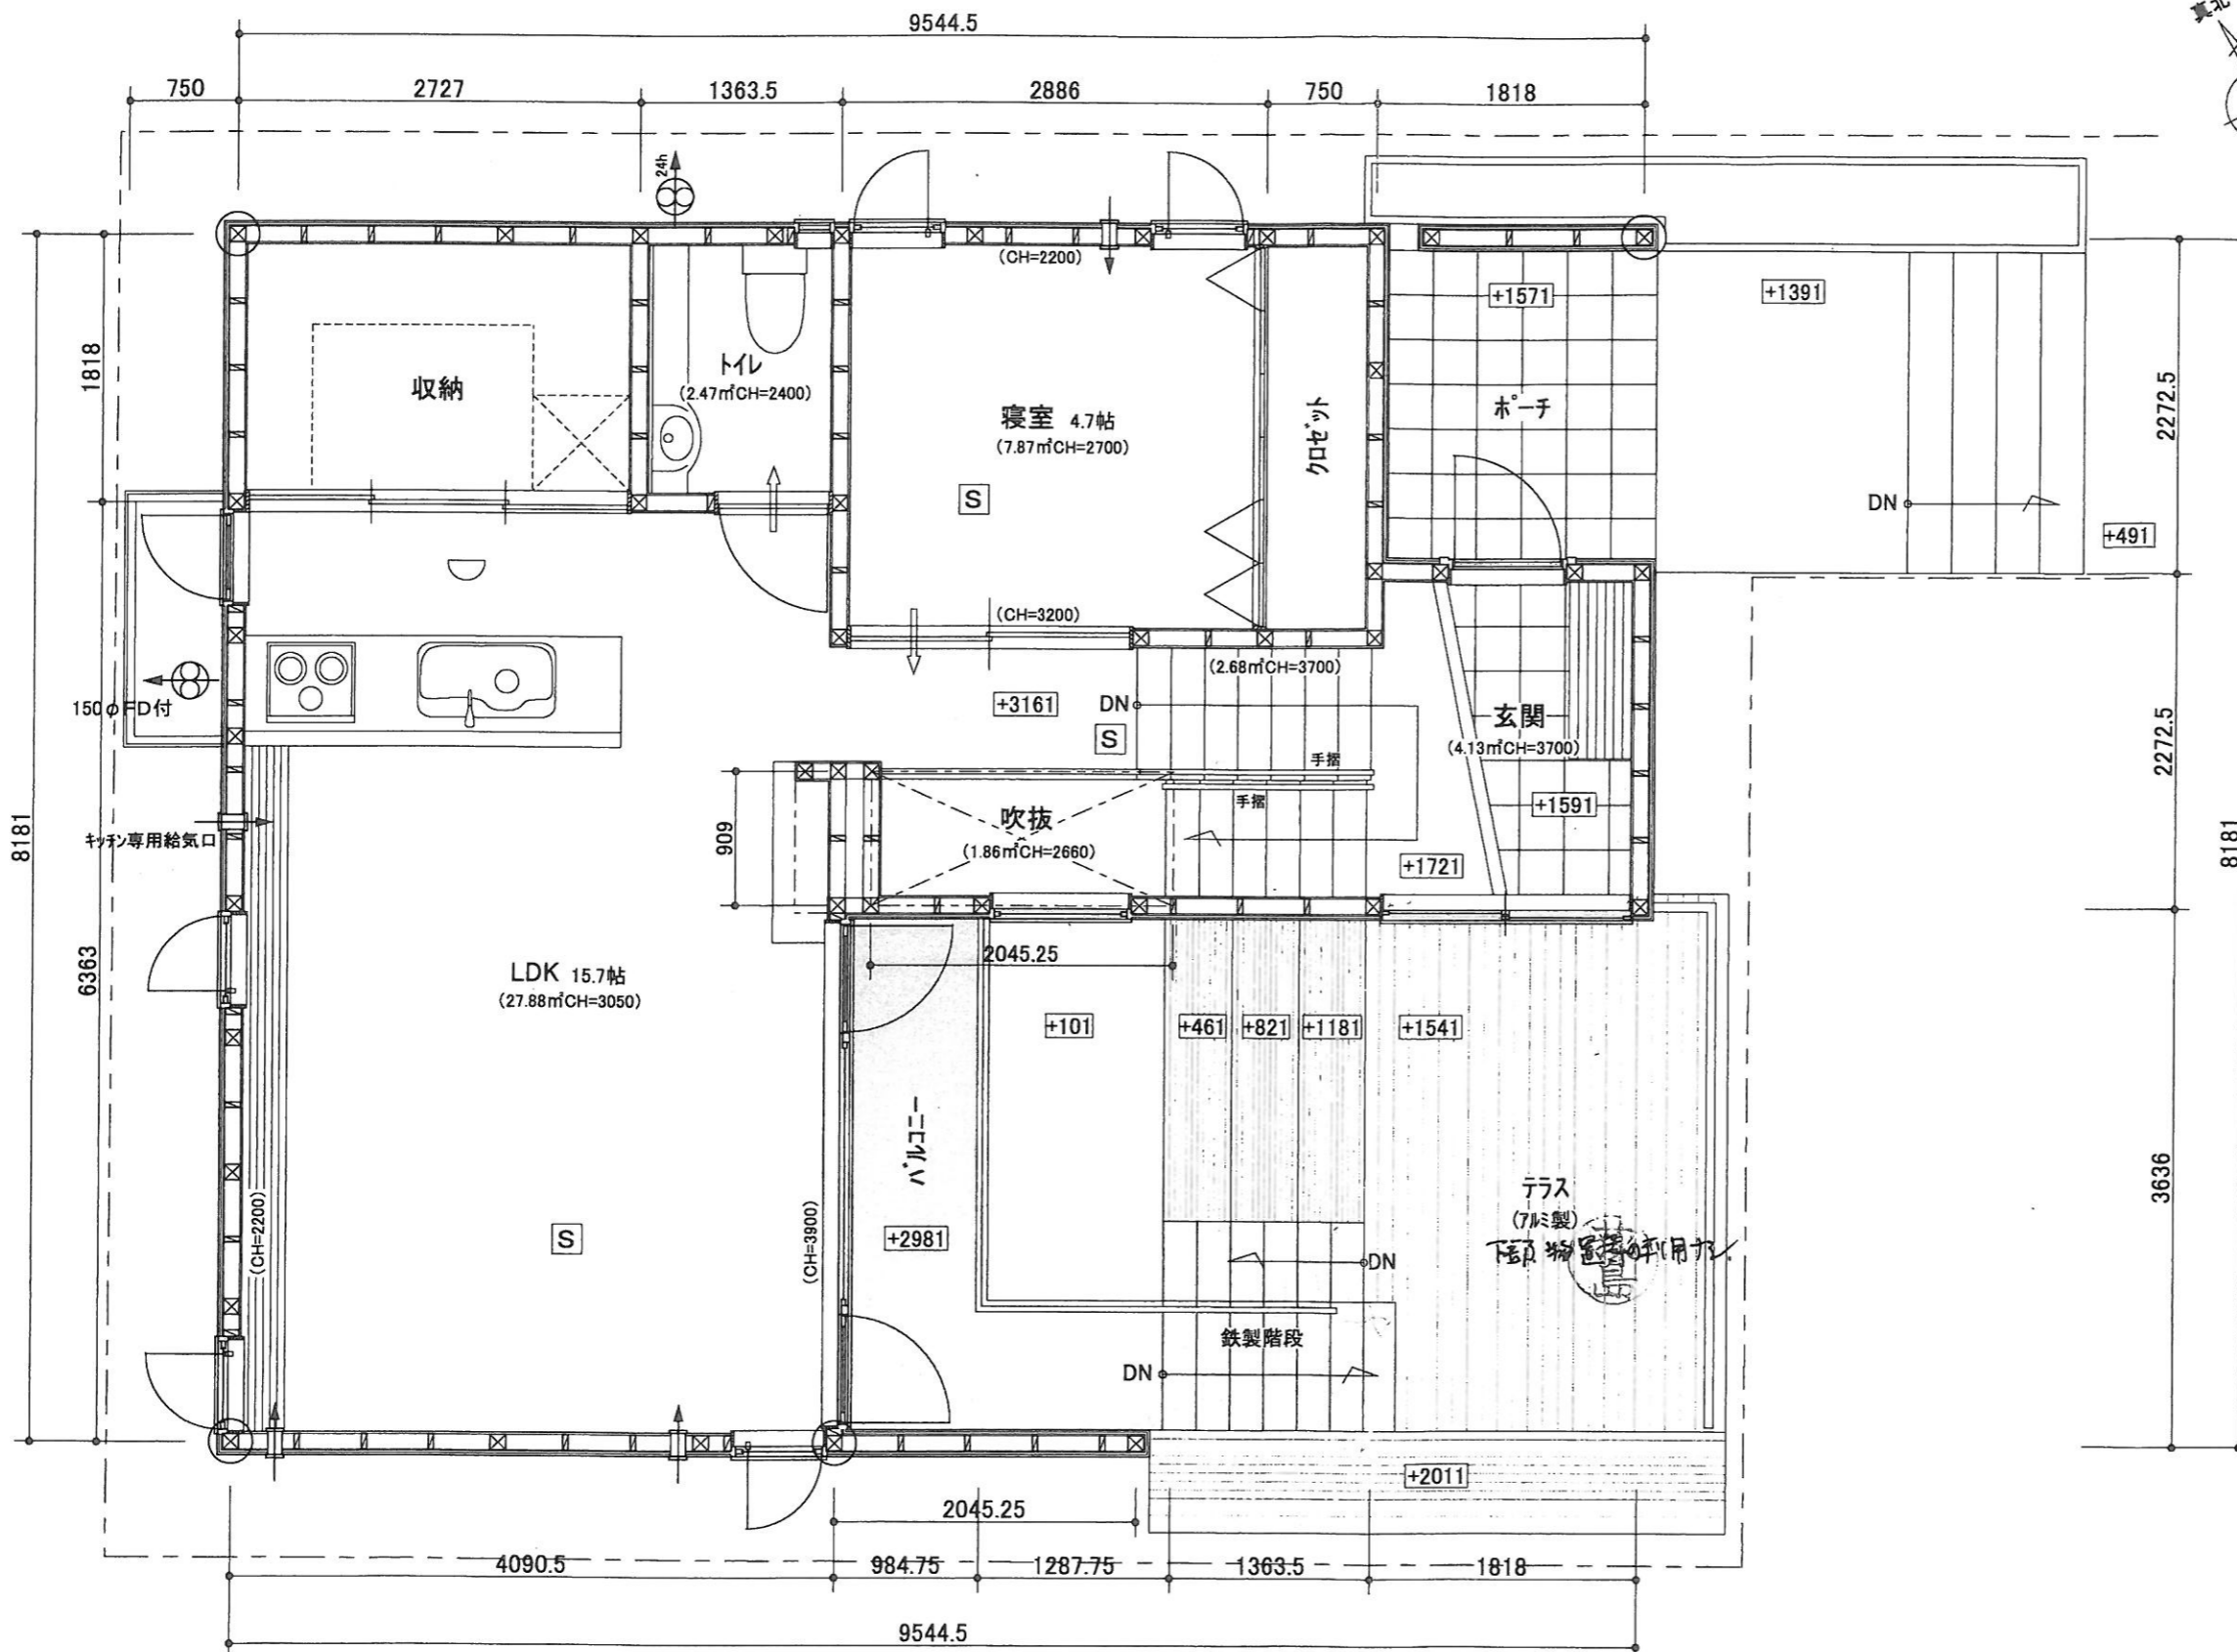 真北
9544.5
750
2727
1363.5
2886
750
1818
24h
(CH=2200)
+1571
+1391
1818
2272.5
トイレ
(2.47㎡CH=2400)
収納
寝室 4.7帖
(7.87㎡CH=2700)
クロゼット
ポーチ
S
DN
+491
(CH=3200)
(2.68㎡CH=3700)
+3161
DN
S
150φFD付
玄関
(4.13㎡CH=3700)
2272.5
手摺
手摺
+1591
吹抜
(1.86㎡CH=2660)
909
キッチン専用給気口
8181
8181
+1721
6363
LDK 15.7帖
(27.88㎡CH=3050)
2045.25
+101
+461
+821
+1181
+1541
バルコニー
3636
テラス
(アルミ製)
(CH=2200)
S
(CH=3900)
+2981
DN
鉄製階段
DN
+2011
2045.25
4090.5
984.75
1287.75
1363.5
1818
9544.5